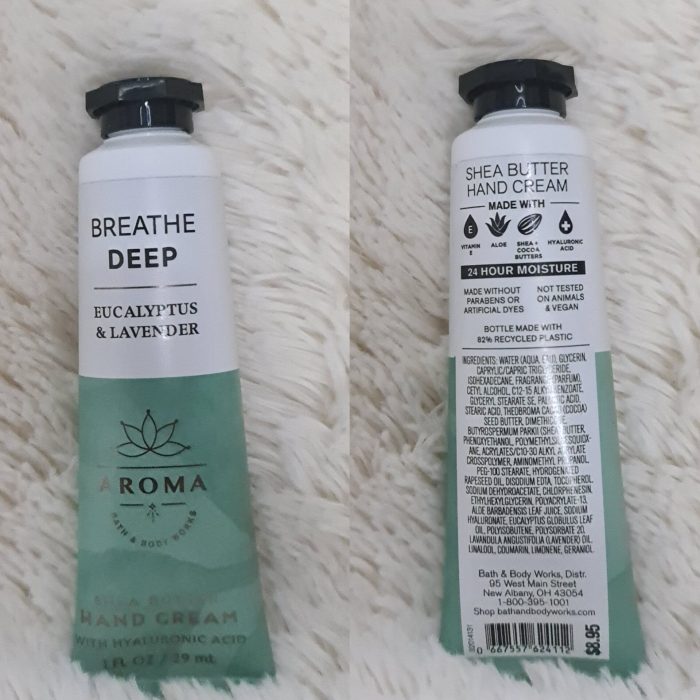 BREATHE
DEEP
EUCALYPTUS
& LAVENDER
AROMA
BATH & BODY WORKS
SHEA BUTTER
HAND CREAM
WITH HYALURONIC ACID
1 FL OZ / 29 mL
SHEA BUTTER
HAND CREAM
MADE WITH
E
VITAMIN
E
ALOE
SHEA +
COCOA
BUTTERS
HYALURONIC
ACID
24 HOUR MOISTURE
MADE WITHOUT
PARABENS OR
ARTIFICIAL DYES
NOT TESTED
ON ANIMALS
& VEGAN
BOTTLE MADE WITH
82% RECYCLED PLASTIC
INGREDIENTS: WATER (AQUA, EAU), GLYCERIN,
CAPRYLIC/CAPRIC TRIGLYCERIDE,
ISOHEXADECANE, FRAGRANCE (PARFUM),
CETYL ALCOHOL, C12-15 ALKYL BENZOATE,
GLYCERYL STEARATE SE, PALMITIC ACID,
STEARIC ACID, THEOBROMA CACAO (COCOA)
SEED BUTTER, DIMETHICONE,
BUTYROSPERMUM PARKII (SHEA) BUTTER,
PHENOXYETHANOL, POLYMETHYLSILSESQUIOX-
ANE, ACRYLATES/C10-30 ALKYL ACRYLATE
CROSSPOLYMER, AMINOMETHYL PROPANOL,
PEG-100 STEARATE, HYDROGENATED
RAPESEED OIL, DISODIUM EDTA, TOCOPHEROL,
SODIUM DEHYDROACETATE, CHLORPHENESIN,
ETHYLHEXYLGLYCERIN, POLYACRYLATE-13,
ALOE BARBADENSIS LEAF JUICE, SODIUM
HYALURONATE, EUCALYPTUS GLOBULUS LEAF
OIL, POLYISOBUTENE, POLYSORBATE 20,
LAVANDULA ANGUSTIFOLIA (LAVENDER) OIL,
LINALOOL, COUMARIN, LIMONENE, GERANIOL.
Bath & Body Works, Distr.
95 West Main Street
New Albany, OH 43054
1-800-395-1001
Shop bathandbodyworks.com
0 667557 624112
$8.95